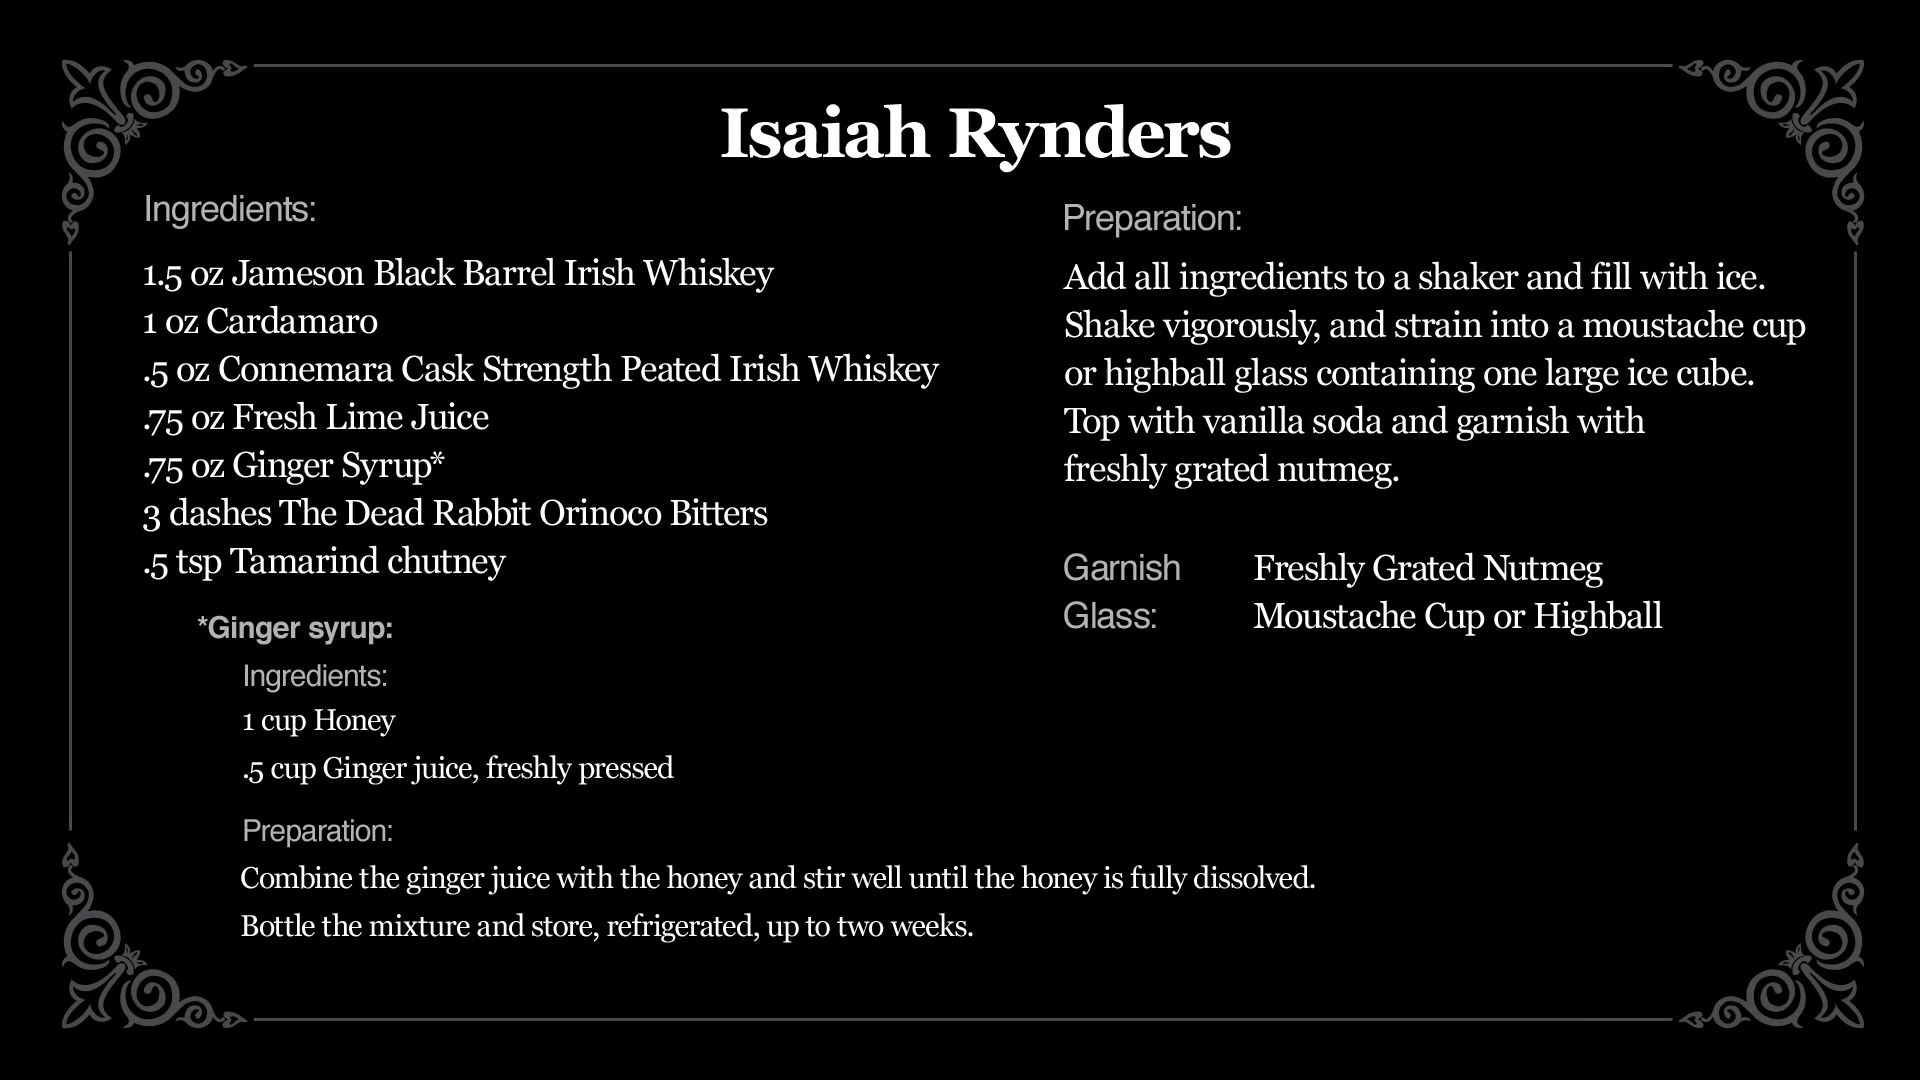 Isaiah Rynders
Ingredients:
1.5 oz Jameson Black Barrel Irish Whiskey
1 oz Cardamaro
.5 oz Connemara Cask Strength Peated Irish Whiskey
.75 oz Fresh Lime Juice
.75 oz Ginger Syrup*
3 dashes The Dead Rabbit Orinoco Bitters
.5 tsp Tamarind chutney
*Ginger syrup:
Ingredients:
1 cup Honey
.5 cup Ginger juice, freshly pressed
Preparation:
Combine the ginger juice with the honey and stir well until the honey is fully dissolved.
Bottle the mixture and store, refrigerated, up to two weeks.
Preparation:
Add all ingredients to a shaker and fill with ice.
Shake vigorously, and strain into a moustache cup
or highball glass containing one large ice cube.
Top with vanilla soda and garnish with
freshly grated nutmeg.
Garnish Freshly Grated Nutmeg
Glass: Moustache Cup or Highball